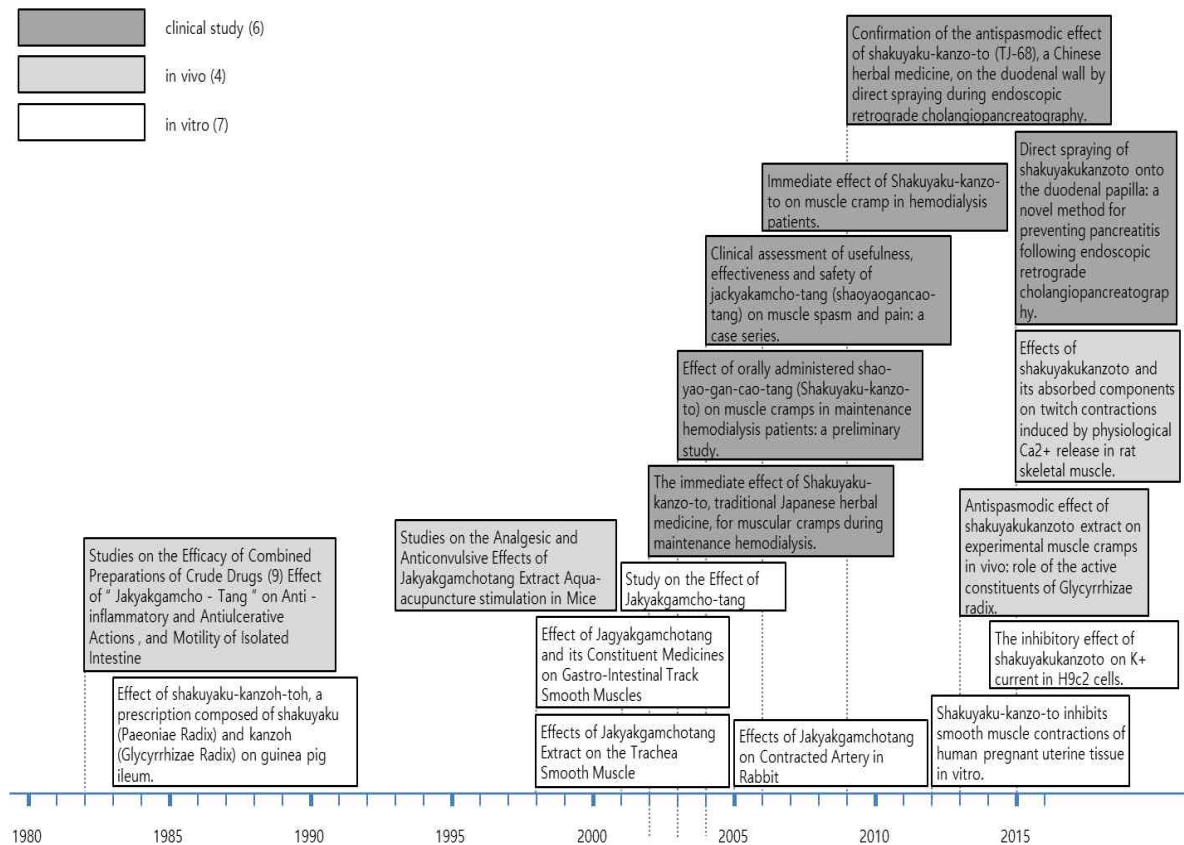 clinical study (6)
in vivo (4)
in vitro (7)
Confirmation of the antispasmodic effect
of shakuyaku-kanzo-to (TJ-68), a Chinese
herbal medicine, on the duodenal wall by
direct spraying during endoscopic
retrograde cholangiopancreatography.
Direct spraying of
shakuyakukanzoto onto
the duodenal papilla: a
novel method for
preventing pancreatitis
following endoscopic
retrograde
cholangiopancreatograp
hy.
Immediate effect of Shakuyaku-kanzo-
to on muscle cramp in hemodialysis
patients.
Clinical assessment of usefulness,
effectiveness and safety of
jackyakamcho-tang (shaoyaogancao-
tang) on muscle spasm and pain: a
case series.
Effect of orally administered shao-
yao-gan-cao-tang (Shakuyaku-kanzo-
to) on muscle cramps in maintenance
hemodialysis patients: a preliminary
study.
Effects of
shakuyakukanzoto and
its absorbed components
on twitch contractions
induced by physiological
Ca2+ release in rat
skeletal muscle.
The immediate effect of Shakuyaku-
kanzo-to, traditional Japanese herbal
medicine, for muscular cramps during
maintenance hemodialysis.
Antispasmodic effect of
shakuyakukanzoto extract on
experimental muscle cramps
in vivo: role of the active
constituents of Glycyrrhizae
radix.
Studies on the Efficacy of Combined
Preparations of Crude Drugs (9) Effect
of " Jakyakgamcho - Tang " on Anti -
inflammatory and Antiulcerative
Actions , and Motility of Isolated
Intestine
Studies on the Analgesic and
Anticonvulsive Effects of
Jakyakgamchotang Extract Aqua-
acupuncture stimulation in Mice
Study on the Effect of
Jakyakgamcho-tang
Effect of Jagyakgamchotang
and its Constituent Medicines
on Gastro-Intestinal Track
Smooth Muscles
The inhibitory effect of
shakuyakukanzoto on K+
current in H9c2 cells.
Effect of shakuyaku-kanzoh-toh, a
prescription composed of shakuyaku
(Paeoniae Radix) and kanzoh
(Glycyrrhizae Radix) on guinea pig
ileum.
Effects of Jakyakgamchotang
Extract on the Trachea
Smooth Muscle
Effects of Jakyakgamchotang
on Contracted Artery in
Rabbit
Shakuyaku-kanzo-to inhibits
smooth muscle contractions of
human pregnant uterine tissue
in vitro.
1980 1985 1990 1995 2000 2005 2010 2015